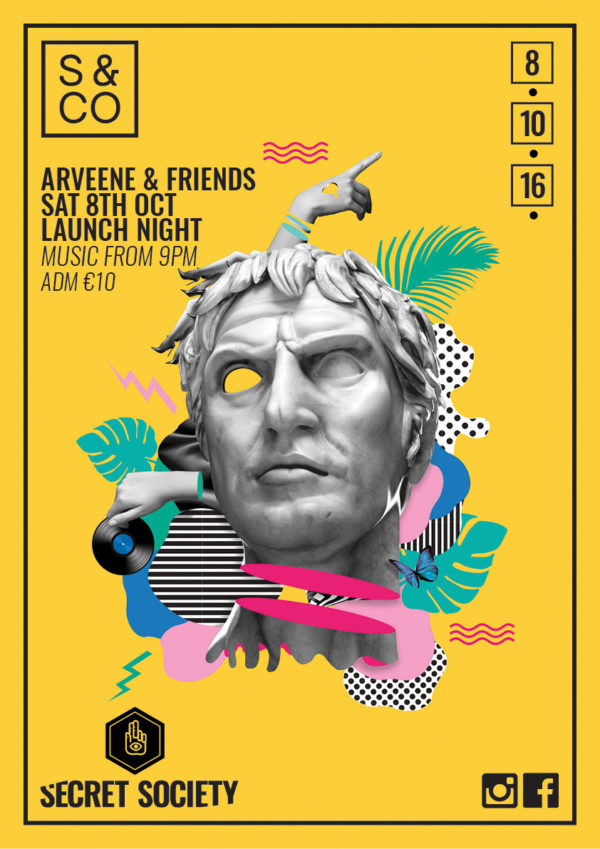 S &
CO
8
10
16
ARVEENE & FRIENDS
SAT 8TH OCT
LAUNCH NIGHT
MUSIC FROM 9PM
ADM €10
SECRET SOCIETY